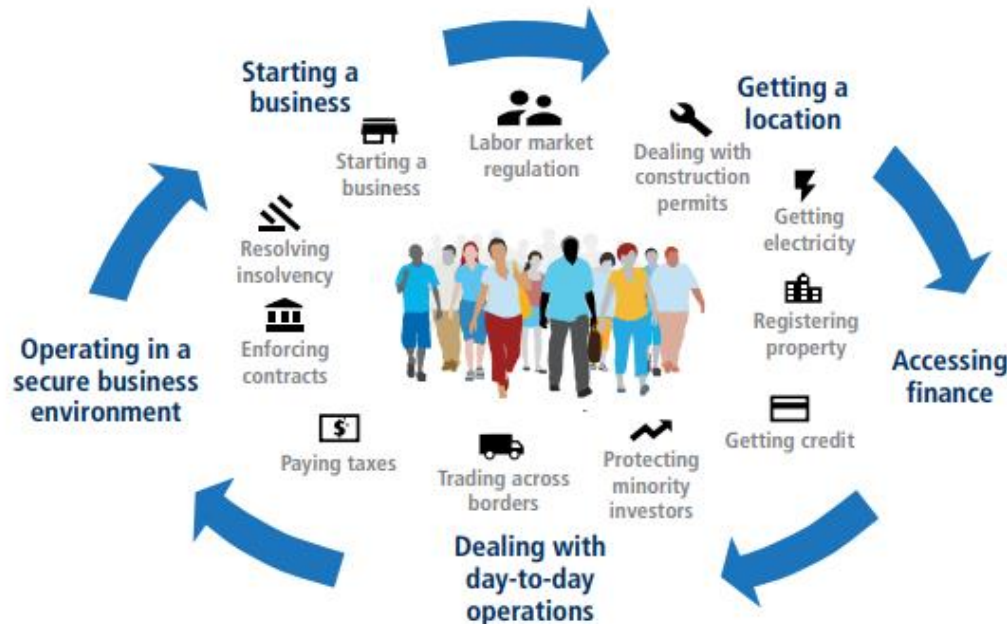 Starting a
business
Getting a
location
Starting a
business
Labor market
regulation
Dealing with
construction
permits
Getting
electricity
Resolving
insolvency
Registering
property
Enforcing
contracts
Operating in a
secure business
environment
Accessing
finance
Getting credit
Paying taxes
Trading across
borders
Protecting
minority
investors
Dealing with
day-to-day
operations
$